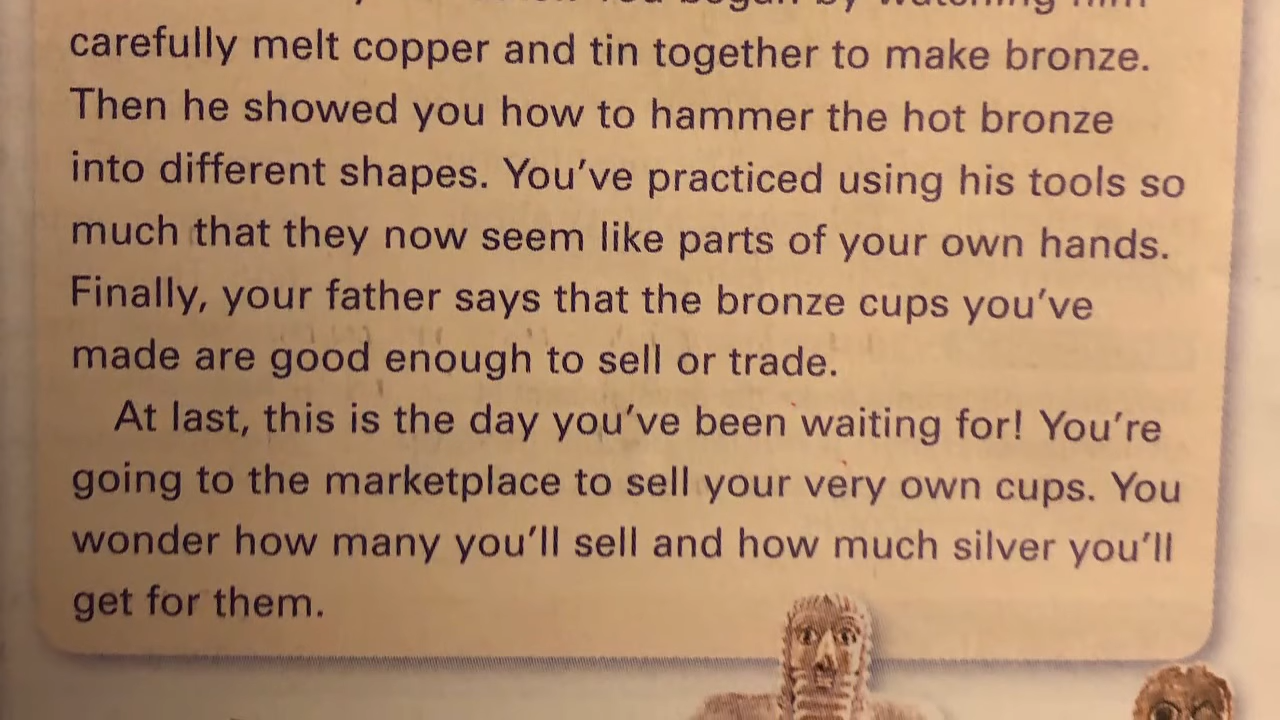 began by watching him
carefully melt copper and tin together to make bronze.
Then he showed you how to hammer the hot bronze
into different shapes. You've practiced using his tools so
much that they now seem like parts of your own hands.
Finally, your father says that the bronze cups you've
made are good enough to sell or trade.
At last, this is the day you've been waiting for! You're
going to the marketplace to sell your very own cups. You
wonder how many you'll sell and how much silver you'll
get for them.